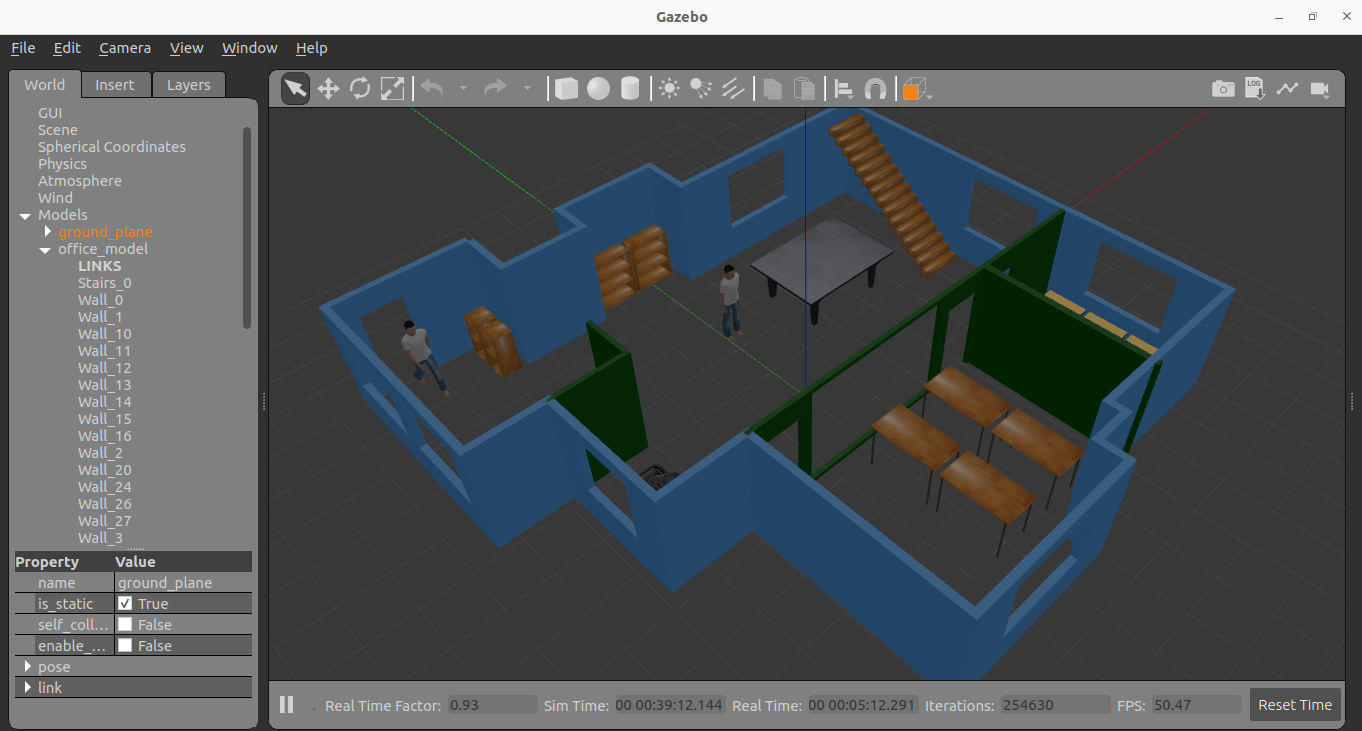 Gazebo
File Edit Camera View Window Help
World Insert Layers
LOG
GUI
Scene
Spherical Coordinates
Physics
Atmosphere
Wind
Models
ground_plane
office_model
LINKS
Stairs_0
Wall_0
Wall_1
Wall_10
Wall_11
Wall_12
Wall_13
Wall_14
Wall_15
Wall_16
Wall_2
Wall_20
Wall_24
Wall_26
Wall_27
Wall_3
Property Value
name ground_plane
is_static True
self_coll... False
enable_... False
pose
link
Real Time Factor: 0.93 Sim Time: 00 00:39:12.144 Real Time: 00 00:05:12.291 Iterations: 254630 FPS: 50.47 Reset Time